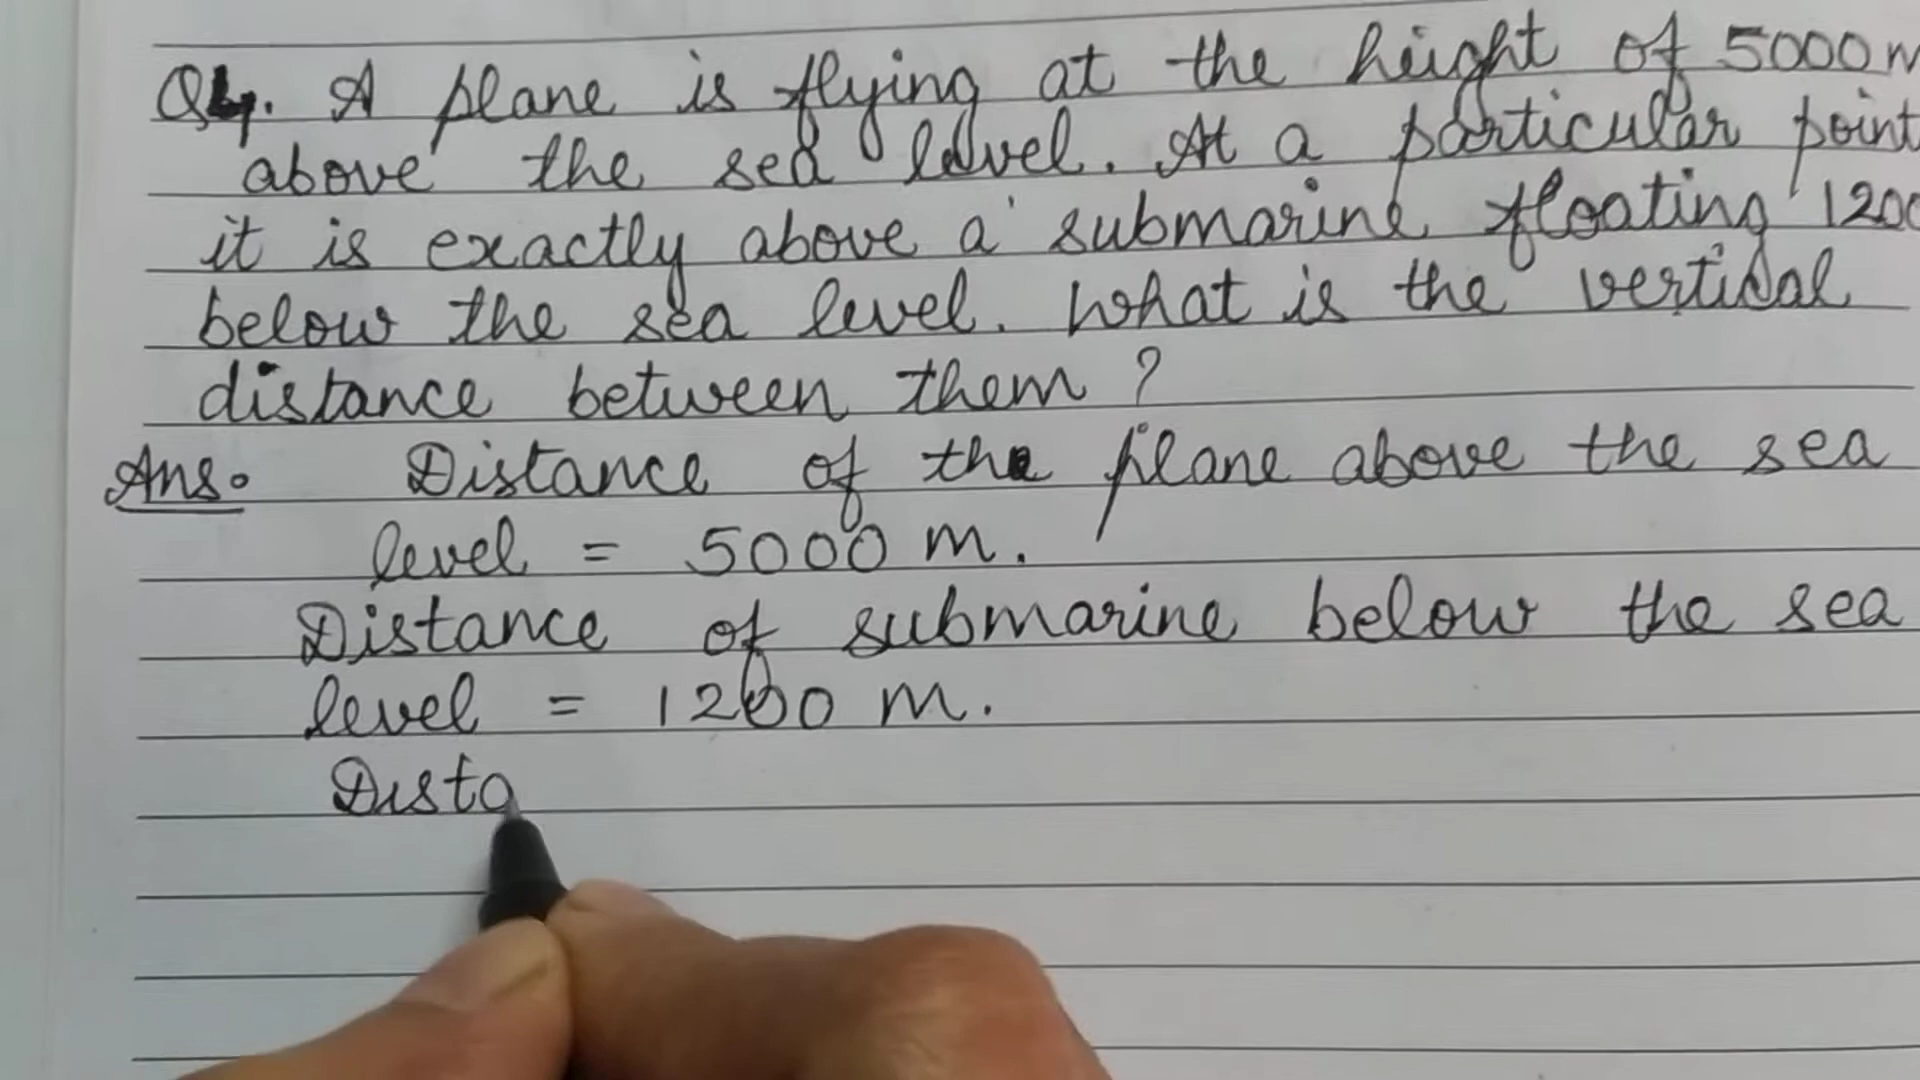 Q4. A plane is flying at the height of 5000 m
above the sea level. At a particular point
it is exactly above a submarine floating 1200
below the sea level. What is the vertical
distance between them ?
Ans. Distance of the plane above the sea
level = 5000 m.
Distance of submarine below the sea
level = 1200 m.
Dista